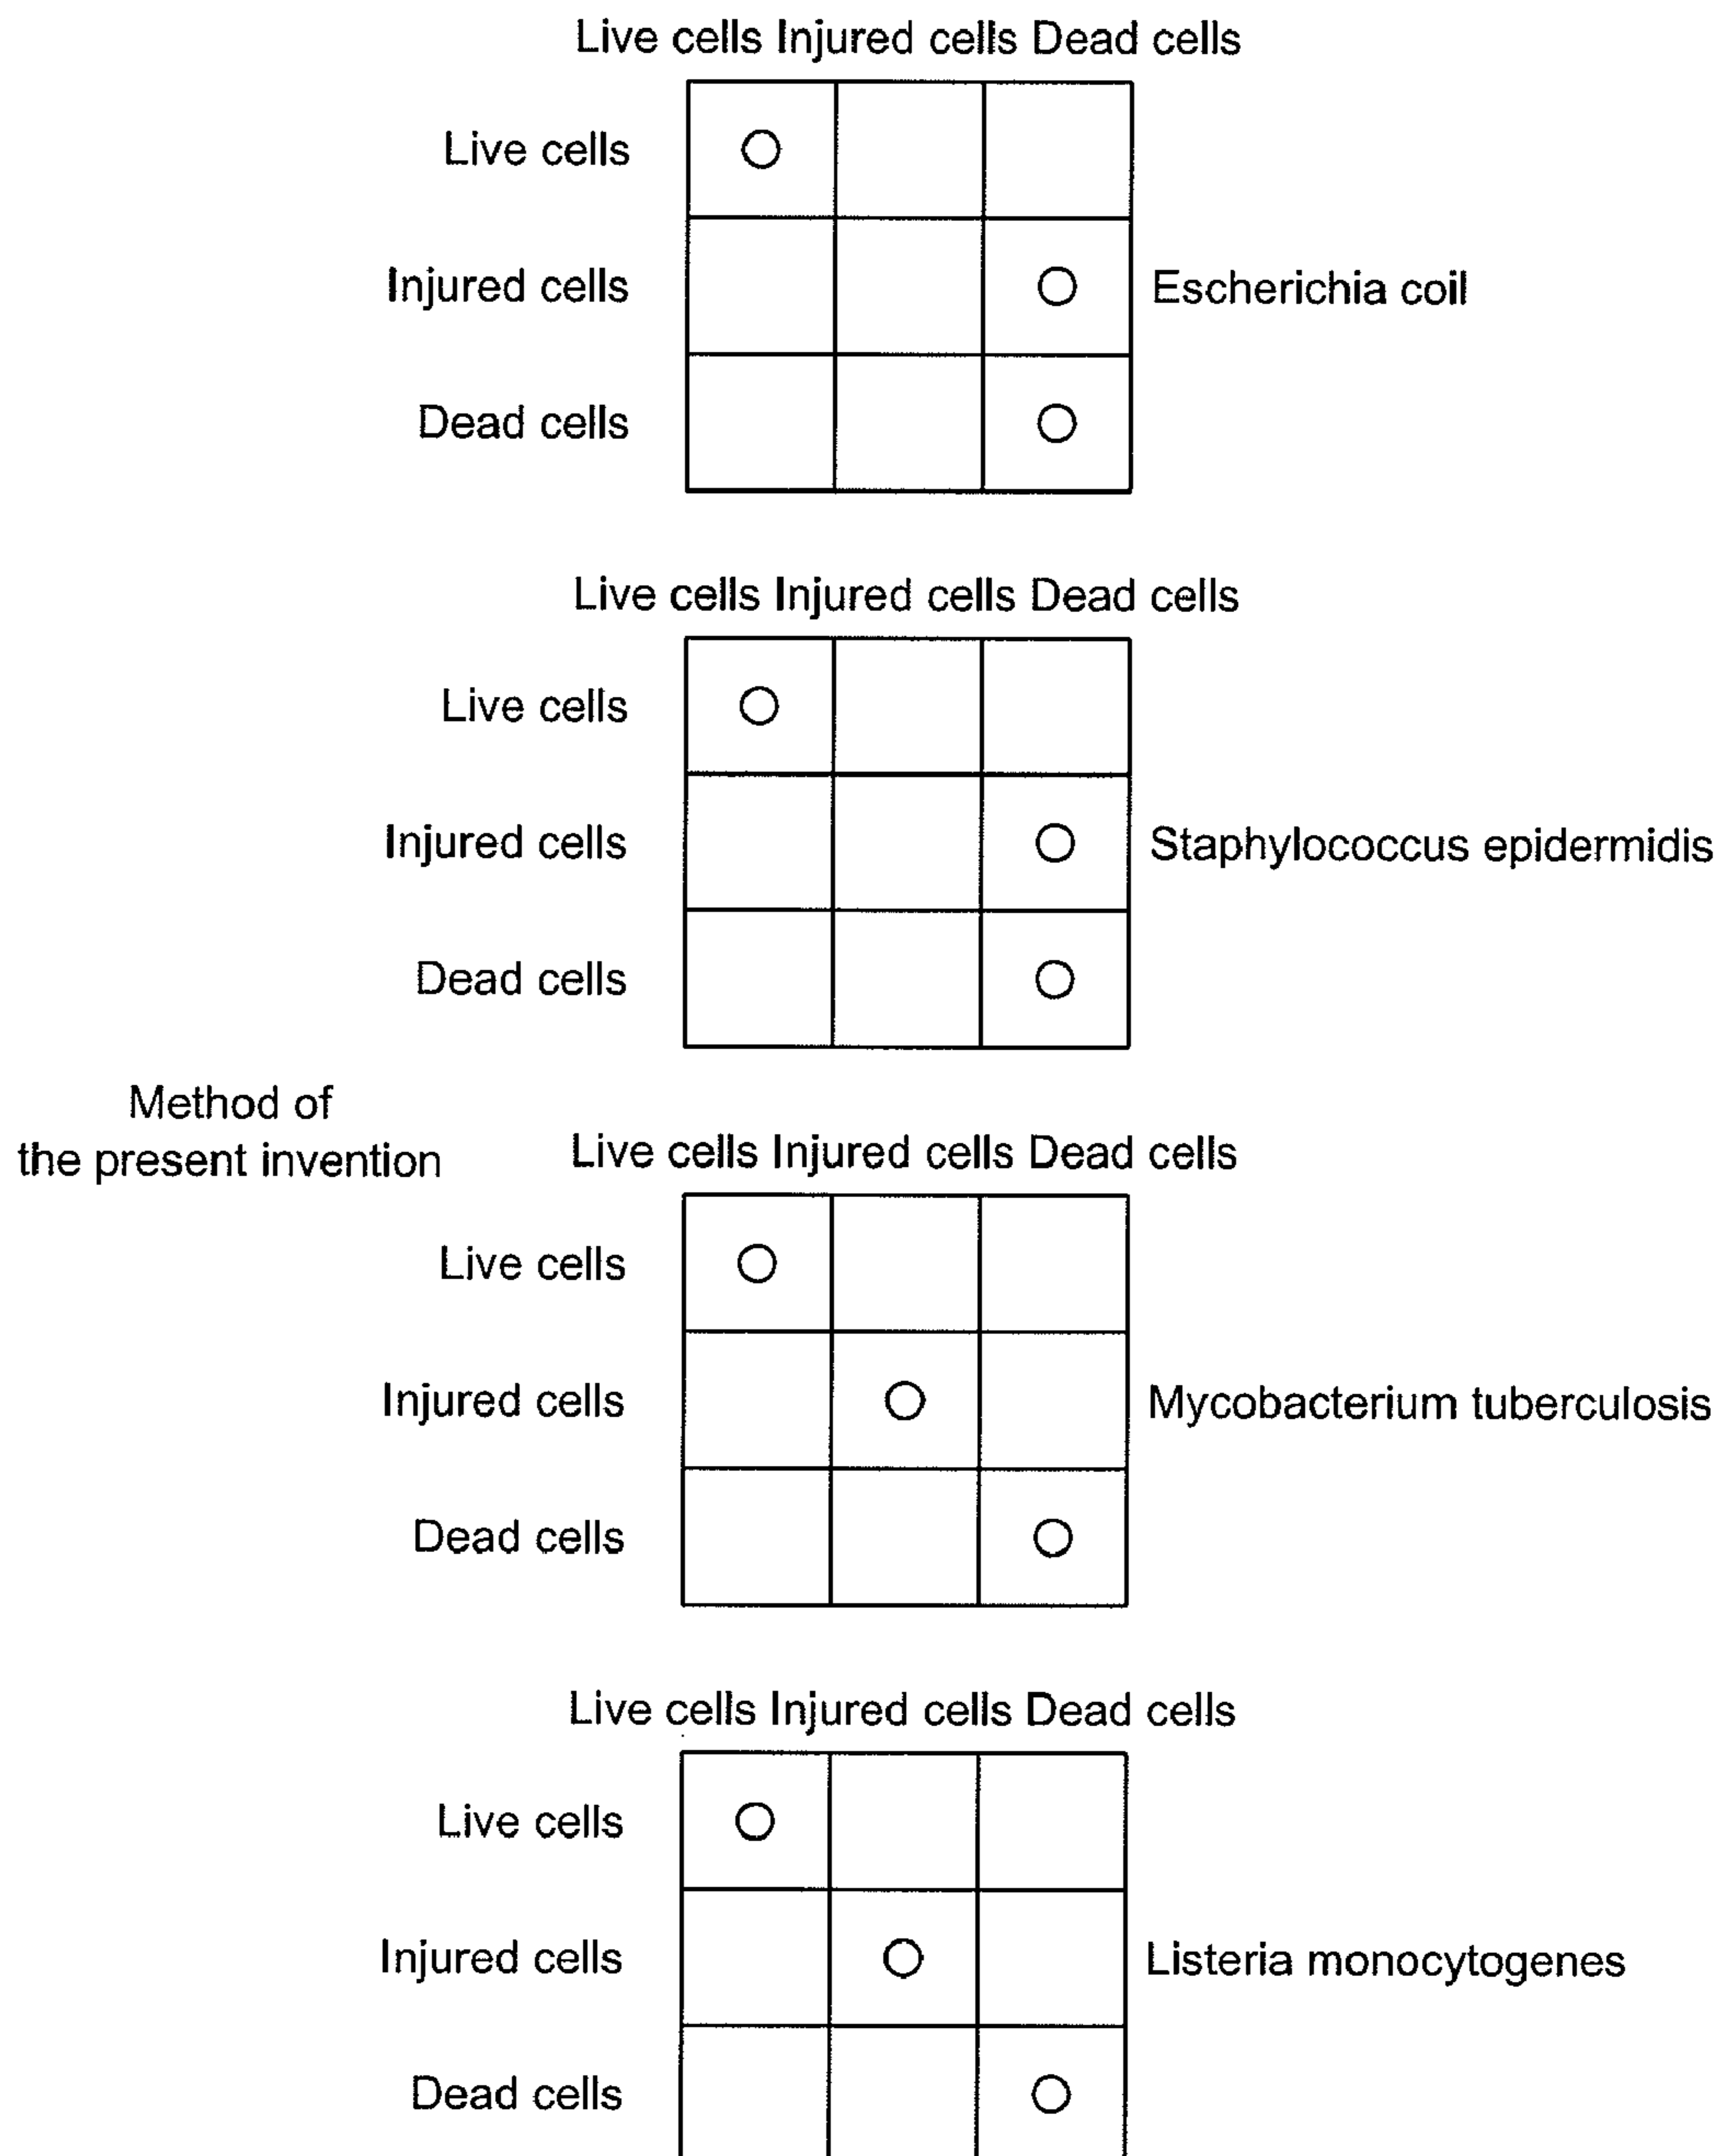 Live cells Injured cells Dead cells
Live cells
Injured cells
Escherichia coil
Dead cells
Live cells Injured cells Dead cells
Live cells
Injured cells
Staphylococcus epidermidis
Dead cells
Method of
the present invention
Live cells Injured cells Dead cells
Live cells
Injured cells
Mycobacterium tuberculosis
Dead cells
Live cells Injured cells Dead cells
Live cells
Injured cells
Listeria monocytogenes
Dead cells